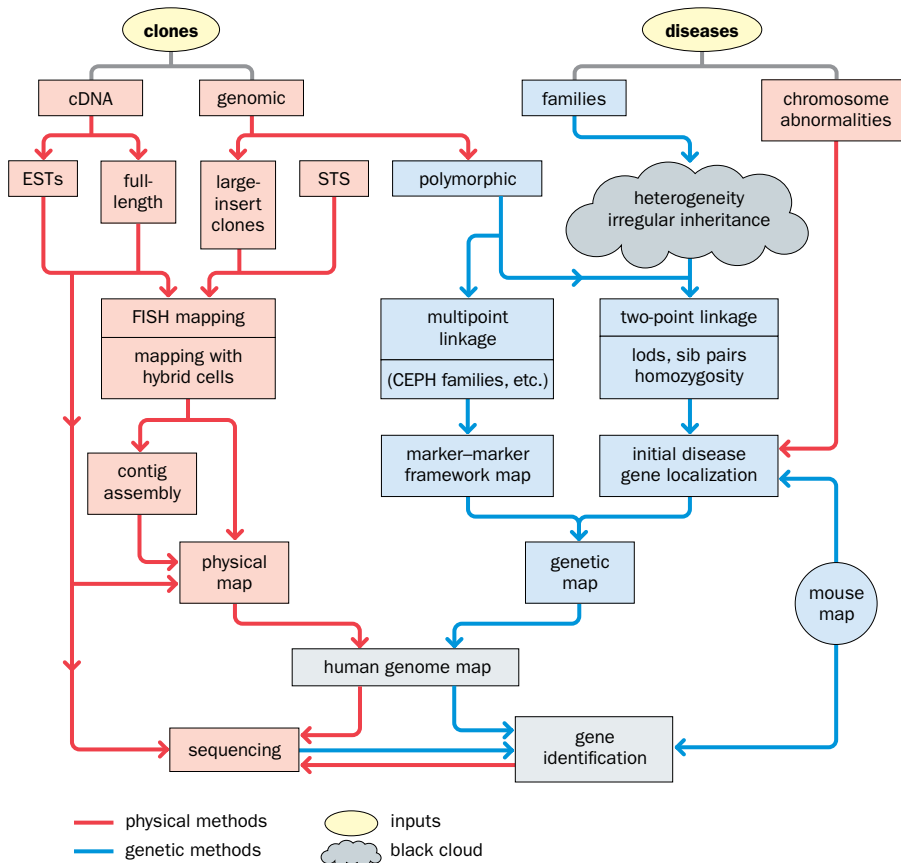 clones
diseases
cDNA
genomic
families
chromosome
abnormalities
ESTs
full-
length
large-
insert
clones
STS
polymorphic
heterogeneity
irregular inheritance
FISH mapping
mapping with
hybrid cells
multipoint
linkage
(CEPH families, etc.)
two-point linkage
lods, sib pairs
homozygosity
contig
assembly
marker–marker
framework map
initial disease
gene localization
physical
map
genetic
map
mouse
map
human genome map
sequencing
gene
identification
physical methods
inputs
genetic methods
black cloud